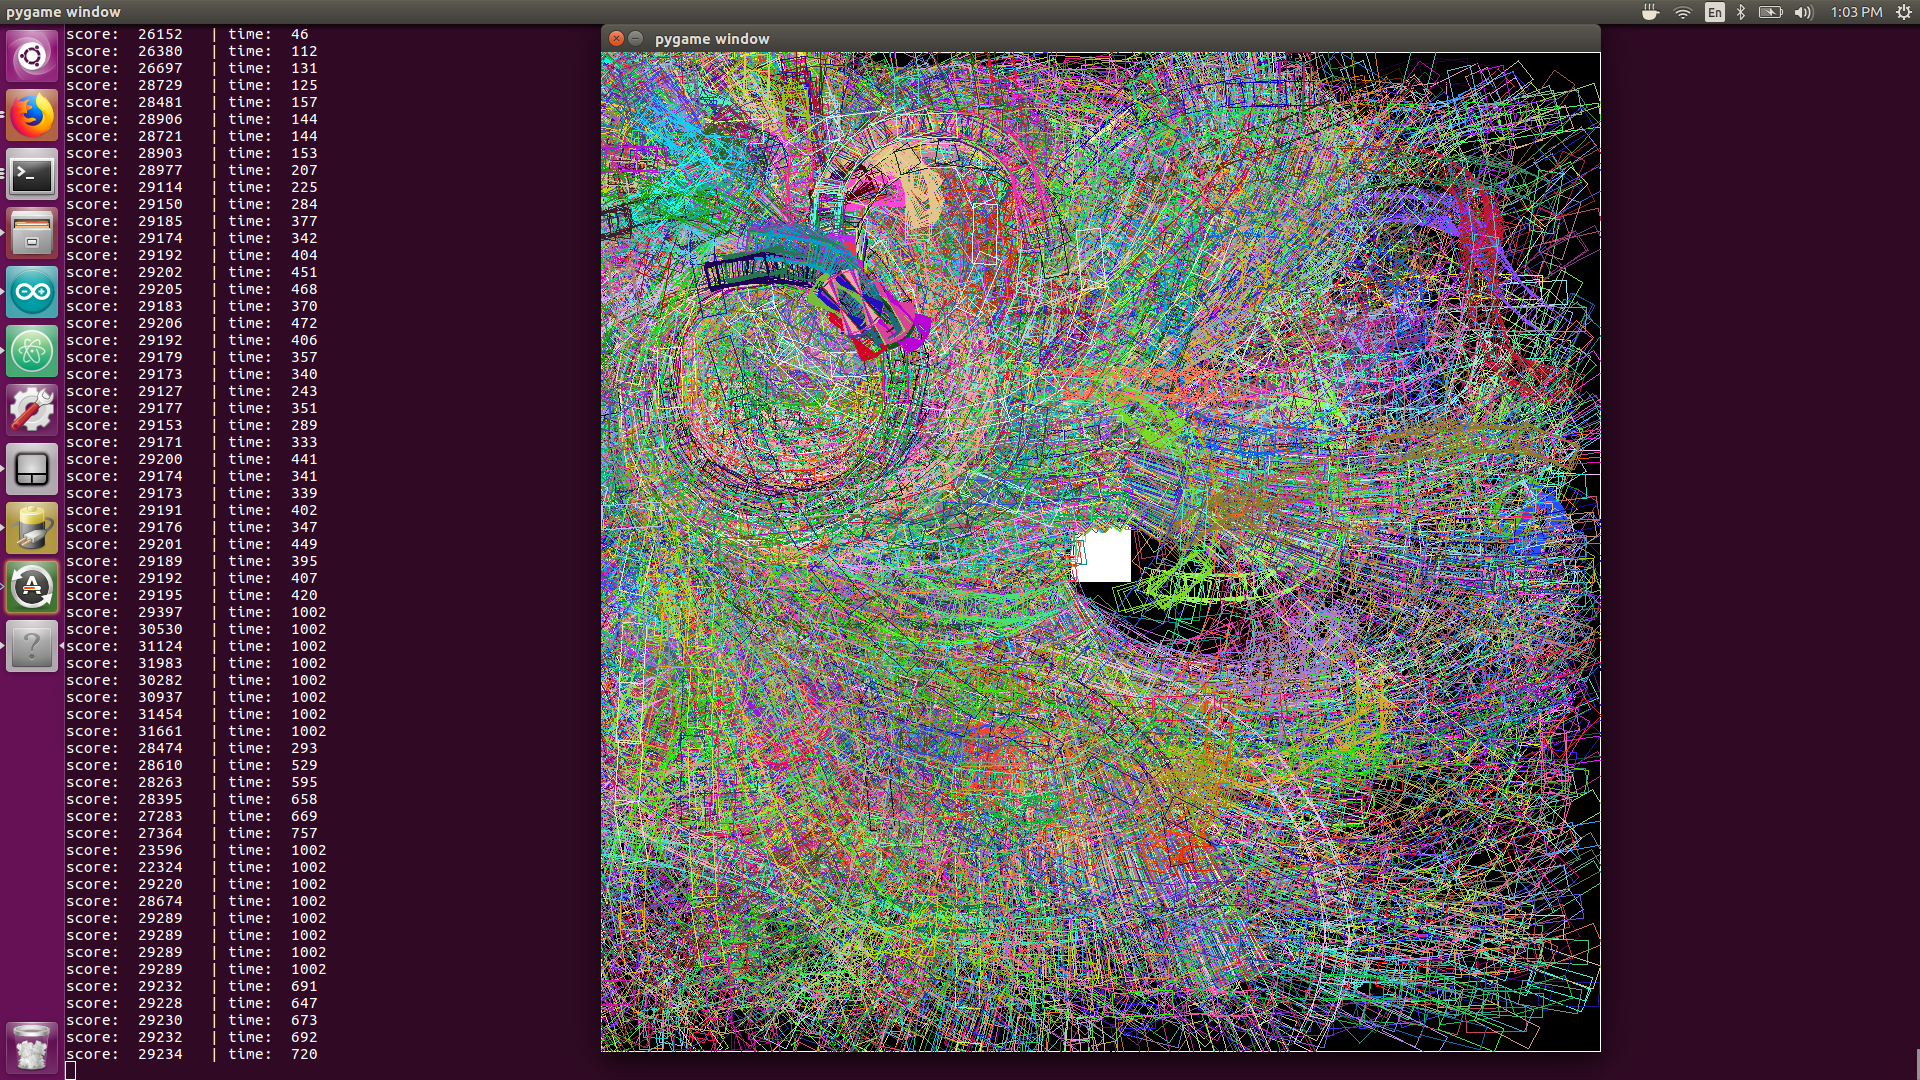 pygame window
En
1:03 PM
pygame window
score: 26152 | time: 46
score: 26380 | time: 112
score: 26697 | time: 131
score: 28729 | time: 125
score: 28481 | time: 157
score: 28906 | time: 144
score: 28721 | time: 144
score: 28903 | time: 153
score: 28977 | time: 207
score: 29114 | time: 225
score: 29150 | time: 284
score: 29185 | time: 377
score: 29174 | time: 342
score: 29192 | time: 404
score: 29202 | time: 451
score: 29205 | time: 468
score: 29183 | time: 370
score: 29206 | time: 472
score: 29192 | time: 406
score: 29179 | time: 357
score: 29173 | time: 340
score: 29127 | time: 243
score: 29177 | time: 351
score: 29153 | time: 289
score: 29171 | time: 333
score: 29200 | time: 441
score: 29174 | time: 341
score: 29173 | time: 339
score: 29191 | time: 402
score: 29176 | time: 347
score: 29201 | time: 449
score: 29189 | time: 395
score: 29192 | time: 407
score: 29195 | time: 420
score: 29397 | time: 1002
score: 30530 | time: 1002
score: 31124 | time: 1002
score: 31983 | time: 1002
score: 30282 | time: 1002
score: 30937 | time: 1002
score: 31454 | time: 1002
score: 31661 | time: 1002
score: 28474 | time: 293
score: 28610 | time: 529
score: 28263 | time: 595
score: 28395 | time: 658
score: 27283 | time: 669
score: 27364 | time: 757
score: 23596 | time: 1002
score: 22324 | time: 1002
score: 29220 | time: 1002
score: 28674 | time: 1002
score: 29289 | time: 1002
score: 29289 | time: 1002
score: 29289 | time: 1002
score: 29289 | time: 1002
score: 29232 | time: 691
score: 29228 | time: 647
score: 29230 | time: 673
score: 29232 | time: 692
score: 29234 | time: 720